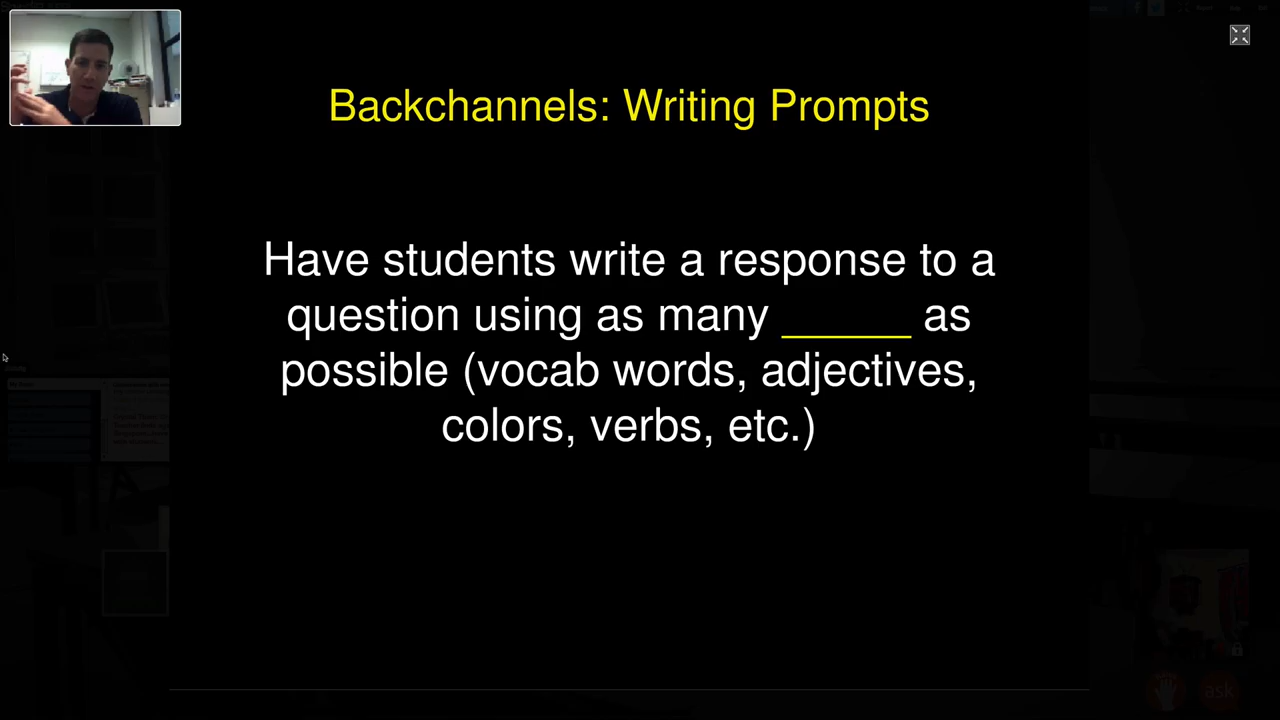 Backchannels: Writing Prompts
Have students write a response to a
question using as many ______ as
possible (vocab words, adjectives,
colors, verbs, etc.)
ask